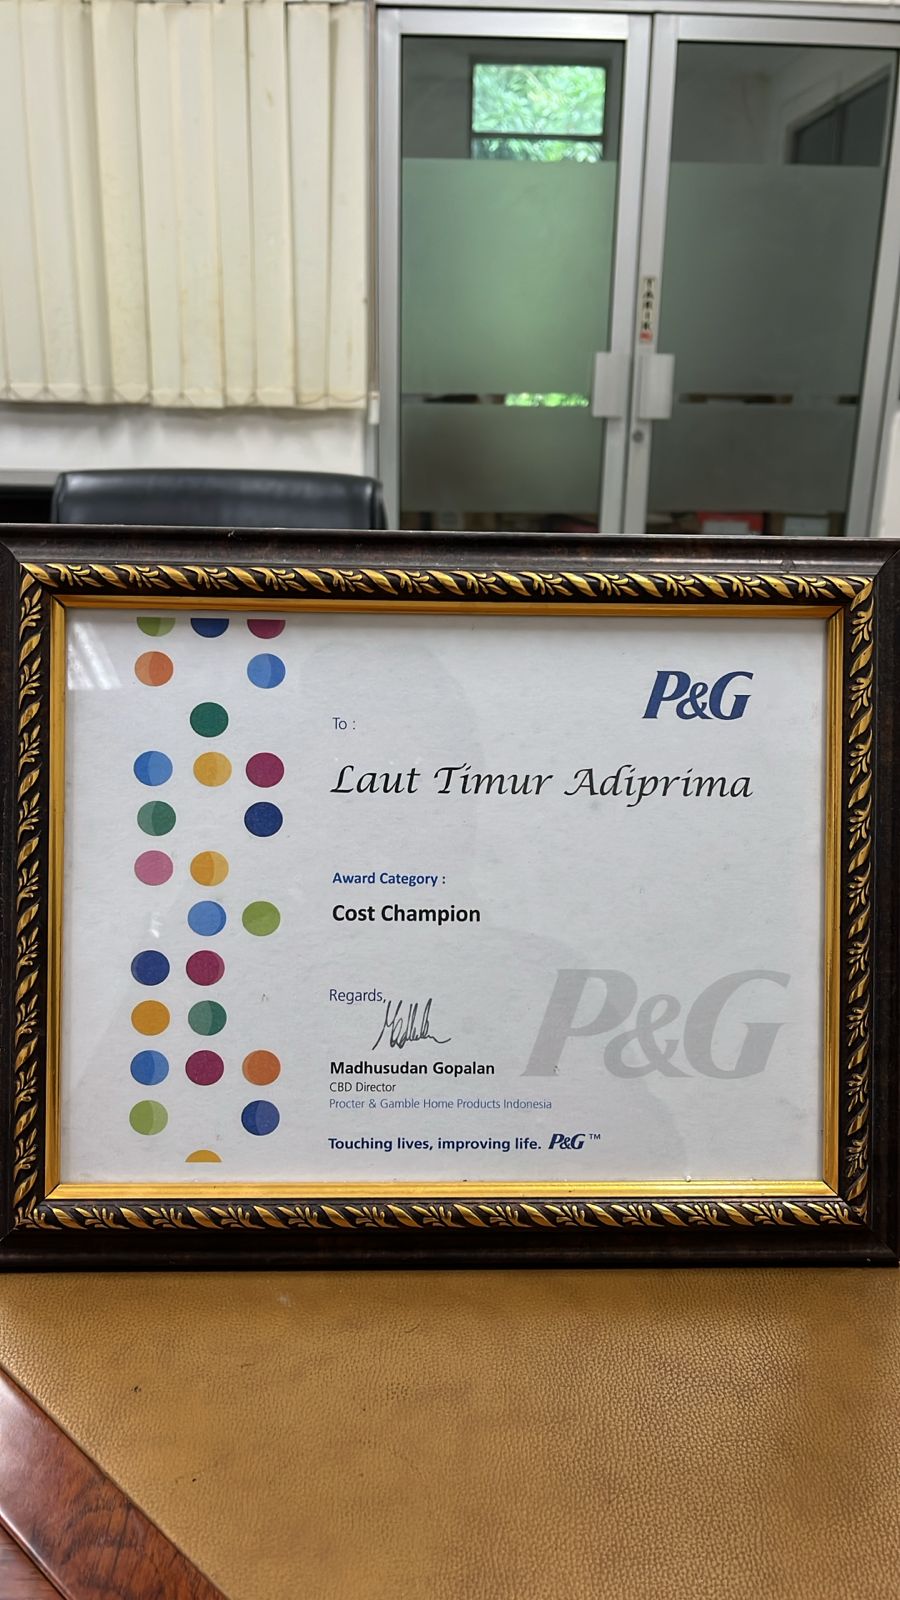 TARIK
P&G
To :
Laut Timur Adiprima
Award Category :
Cost Champion
Regards,
P&G
Madhusudan Gopalan
CBD Director
Procter & Gamble Home Products Indonesia
Touching lives, improving life. P&G™